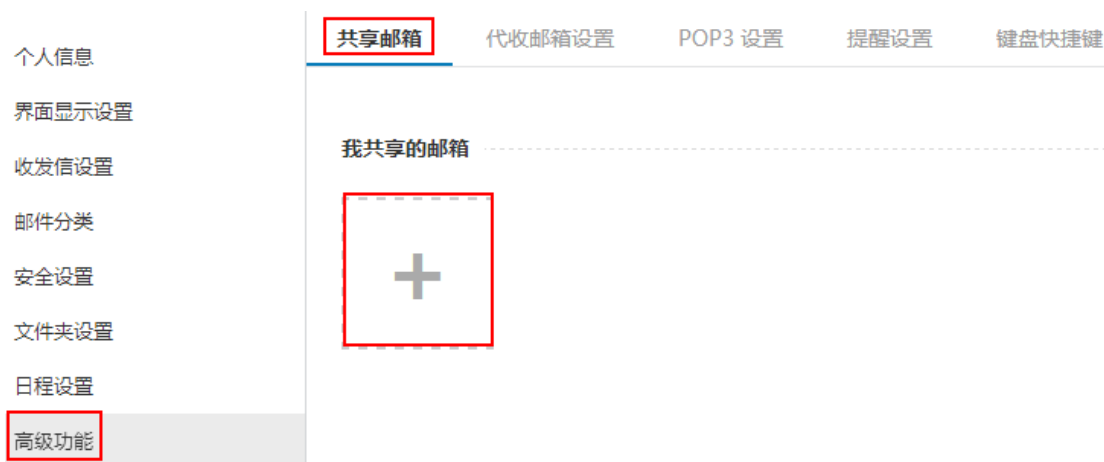 个人信息
界面显示设置
收发信设置
邮件分类
安全设置
文件夹设置
日程设置
高级功能
共享邮箱 代收邮箱设置 POP3 设置 提醒设置 键盘快捷键
我共享的邮箱